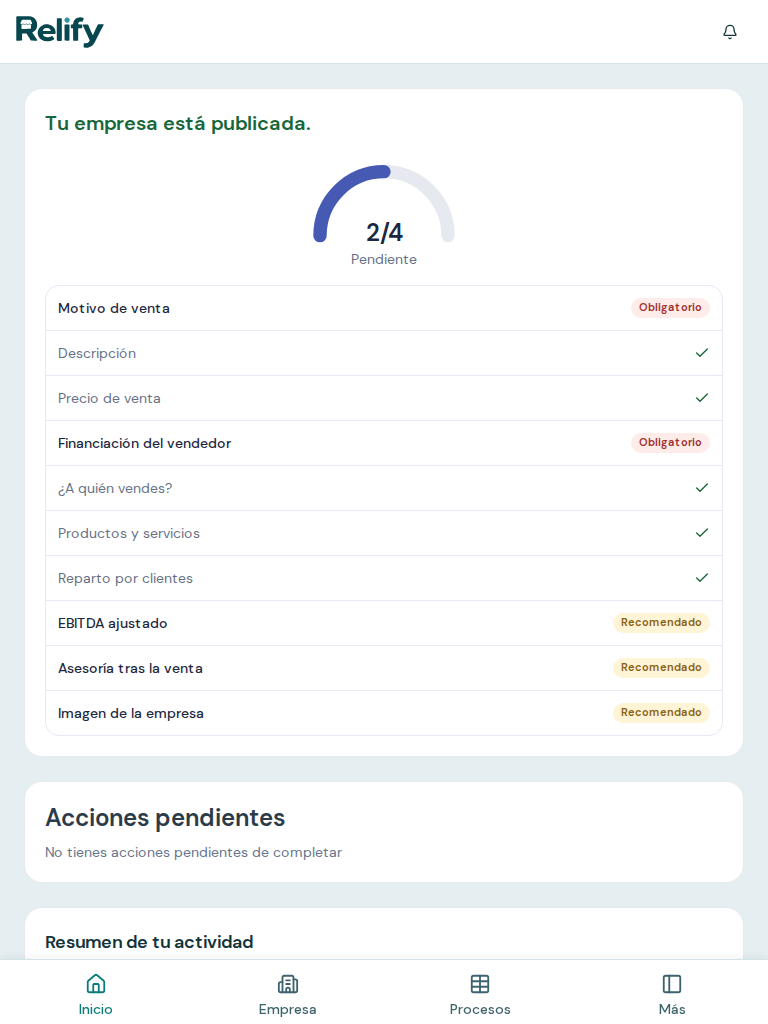 Relify
Tu empresa está publicada.
2/4
Pendiente
Motivo de venta Obligatorio
Descripción
Precio de venta
Financiación del vendedor Obligatorio
¿A quién vendes?
Productos y servicios
Reparto por clientes
EBITDA ajustado Recomendado
Asesoría tras la venta Recomendado
Imagen de la empresa Recomendado
Acciones pendientes
No tienes acciones pendientes de completar
Resumen de tu actividad
Inicio Empresa Procesos Más